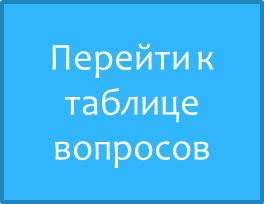 Перейти к
таблице
вопросов